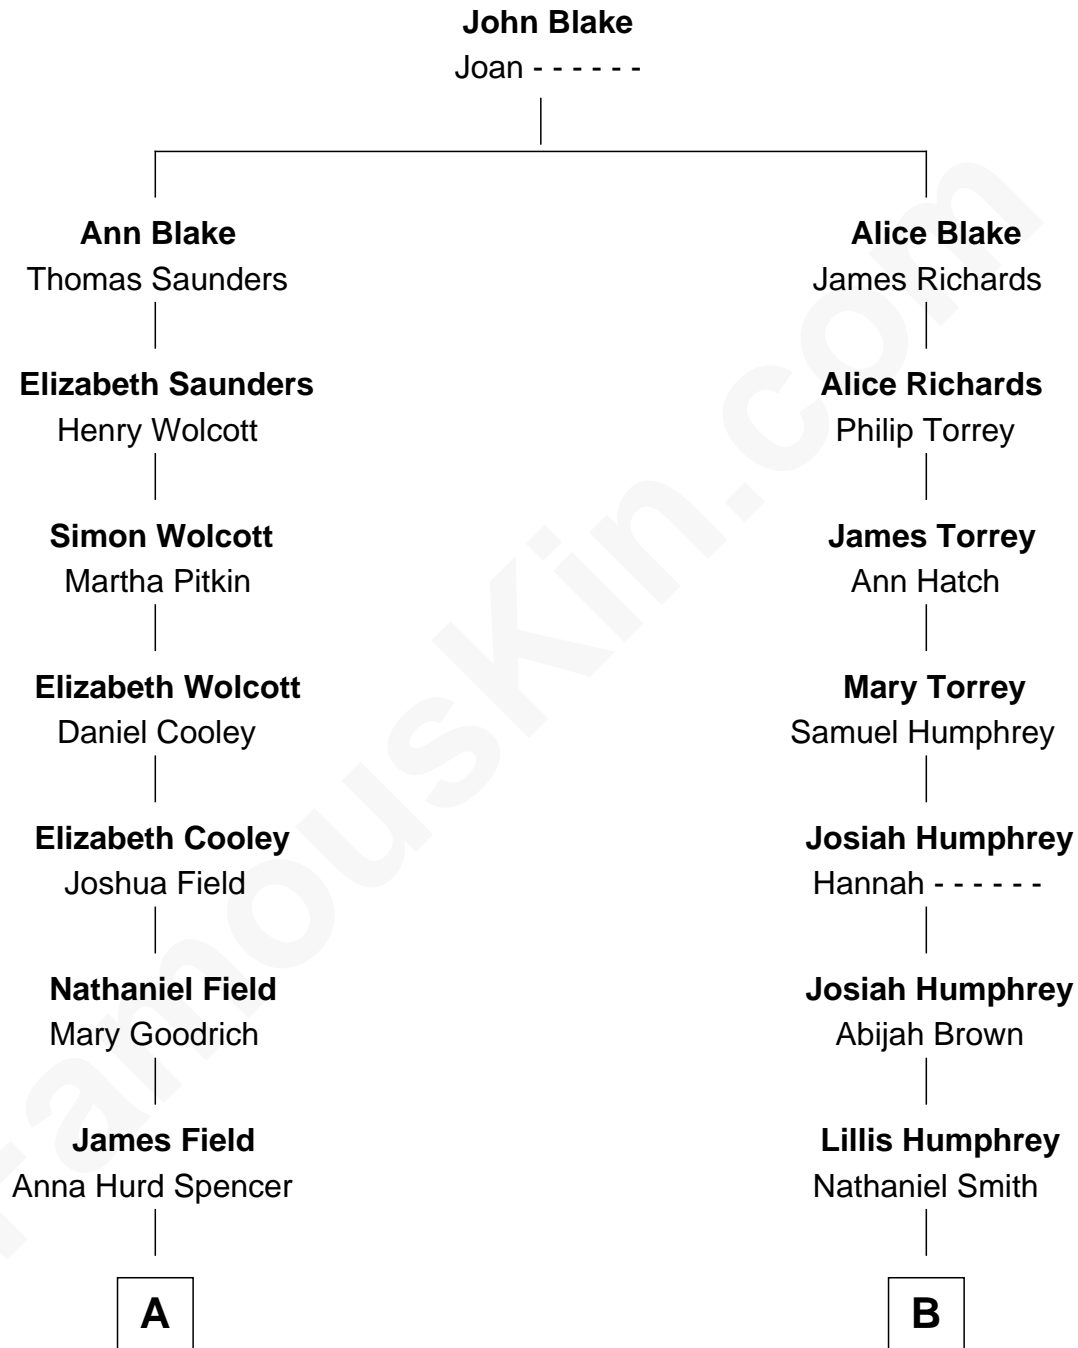 John Blake
Joan - - - - - -
Ann Blake
Thomas Saunders
Alice Blake
James Richards
Elizabeth Saunders
Henry Wolcott
Alice Richards
Philip Torrey
Simon Wolcott
Martha Pitkin
James Torrey
Ann Hatch
Elizabeth Wolcott
Daniel Cooley
Mary Torrey
Samuel Humphrey
Elizabeth Cooley
Joshua Field
Josiah Humphrey
Hannah - - - - - -
Nathaniel Field
Mary Goodrich
Josiah Humphrey
Abijah Brown
James Field
Anna Hurd Spencer
Lillis Humphrey
Nathaniel Smith
A
B
FamousKin.com